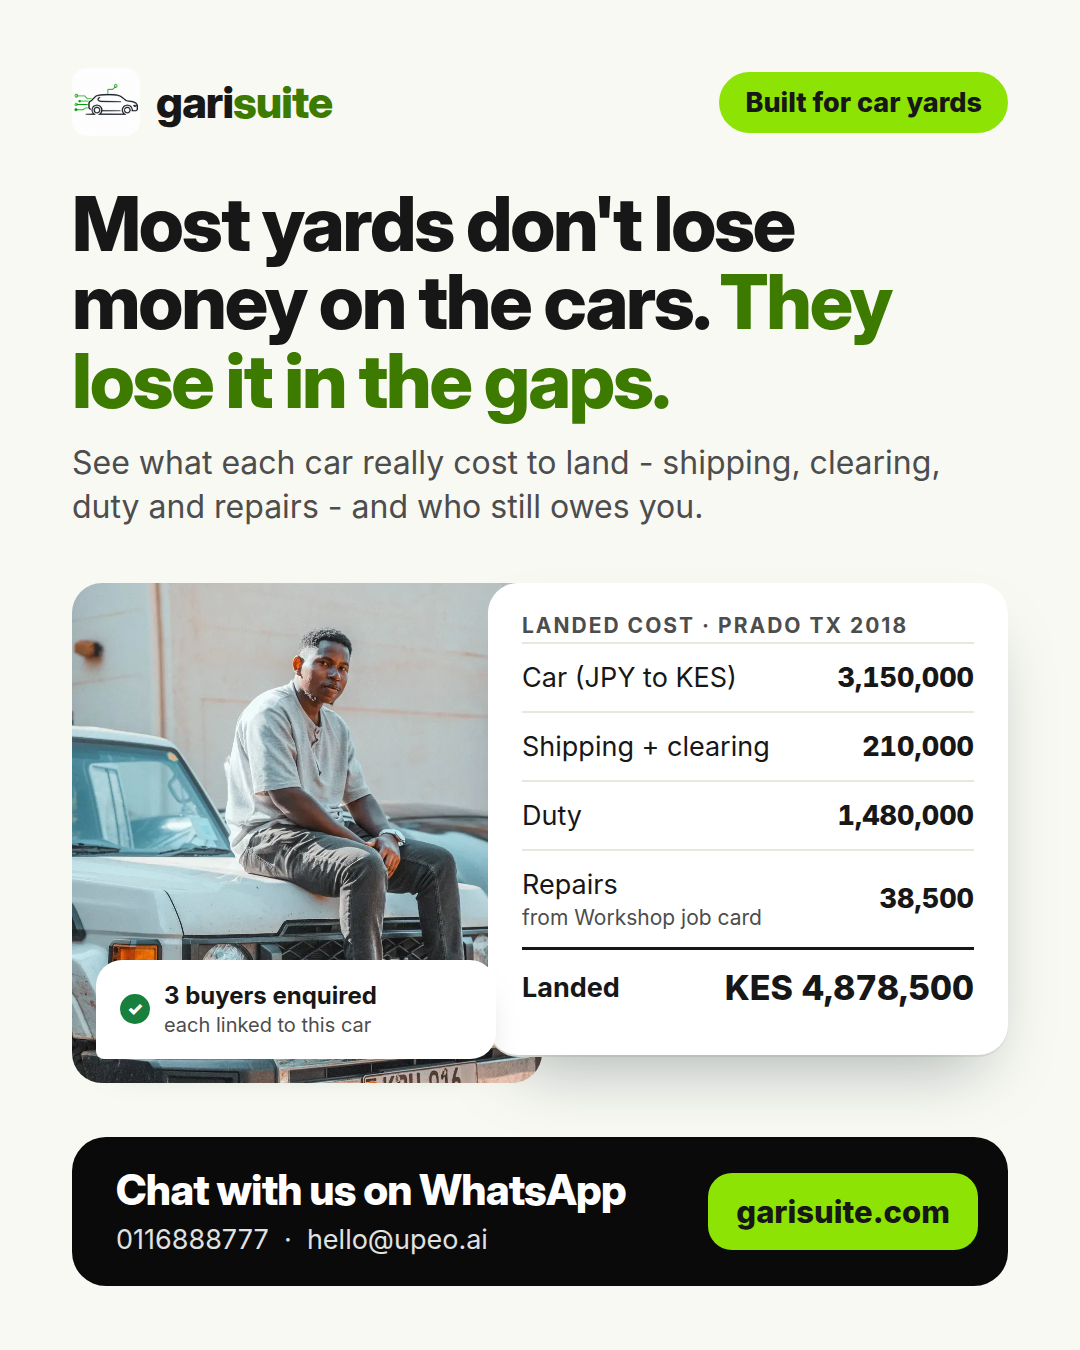 garisuite
Built for car yards
Most yards don't lose
money on the cars. They
lose it in the gaps.
See what each car really cost to land - shipping, clearing,
duty and repairs - and who still owes you.
LANDED COST · PRADO TX 2018
Car (JPY to KES) 3,150,000
Shipping + clearing 210,000
Duty 1,480,000
Repairs 38,500
from Workshop job card
Landed KES 4,878,500
3 buyers enquired
each linked to this car
Chat with us on WhatsApp
0116888777 · hello@upeo.ai
garisuite.com